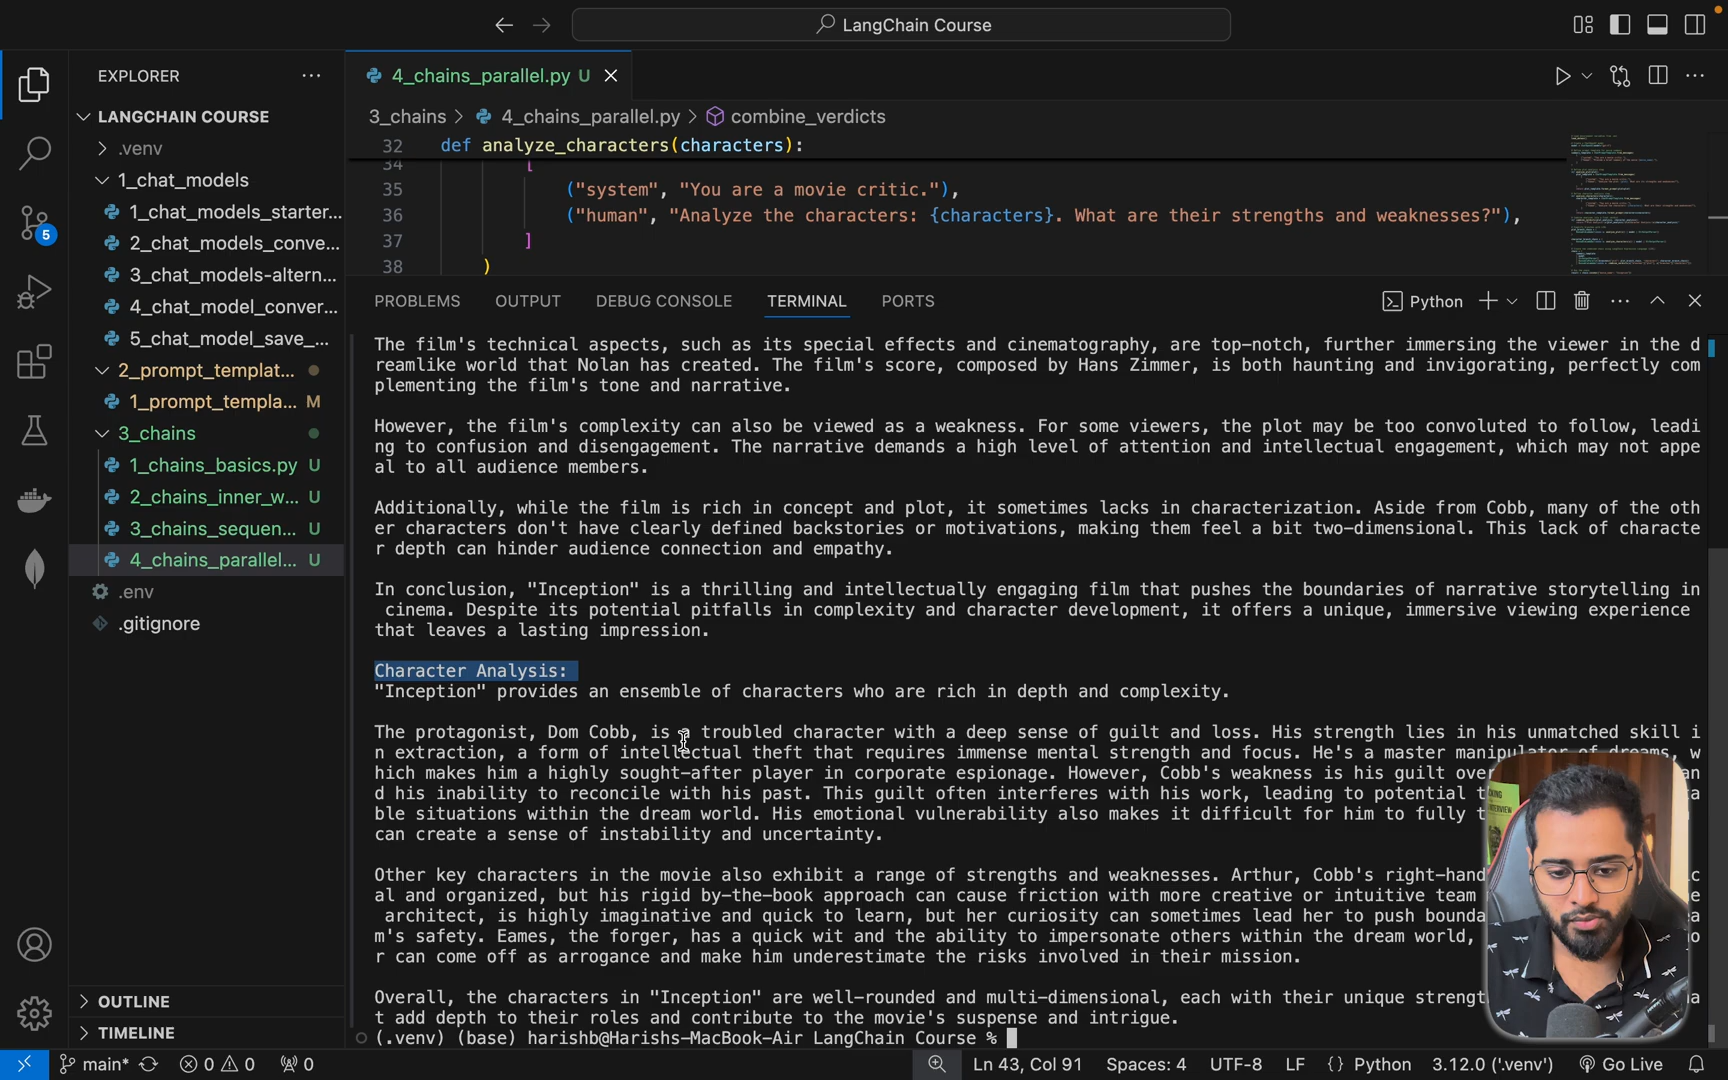 LangChain Course
EXPLORER
LANGCHAIN COURSE
.venv
1_chat_models
1_chat_models_starter...
2_chat_models_conve...
3_chat_models-altern...
4_chat_model_conver...
5_chat_model_save_...
2_prompt_templat...
1_prompt_templa... M
3_chains
1_chains_basics.py U
2_chains_inner_w... U
3_chains_sequen... U
4_chains_parallel... U
.env
.gitignore
OUTLINE
TIMELINE
5
4_chains_parallel.py U
3_chains > 4_chains_parallel.py > combine_verdicts
32 def analyze_characters(characters):
34 [
35 ("system", "You are a movie critic."),
36 ("human", "Analyze the characters: {characters}. What are their strengths and weaknesses?"),
37 ]
38 )
PROBLEMS OUTPUT DEBUG CONSOLE TERMINAL PORTS Python
The film's technical aspects, such as its special effects and cinematography, are top-notch, further immersing the viewer in the d
reamlike world that Nolan has created. The film's score, composed by Hans Zimmer, is both haunting and invigorating, perfectly com
plementing the film's tone and narrative.
However, the film's complexity can also be viewed as a weakness. For some viewers, the plot may be too convoluted to follow, leadi
ng to confusion and disengagement. The narrative demands a high level of attention and intellectual engagement, which may not appe
al to all audience members.
Additionally, while the film is rich in concept and plot, it sometimes lacks in characterization. Aside from Cobb, many of the oth
er characters don't have clearly defined backstories or motivations, making them feel a bit two-dimensional. This lack of characte
r depth can hinder audience connection and empathy.
In conclusion, "Inception" is a thrilling and intellectually engaging film that pushes the boundaries of narrative storytelling in
cinema. Despite its potential pitfalls in complexity and character development, it offers a unique, immersive viewing experience
that leaves a lasting impression.
Character Analysis:
"Inception" provides an ensemble of characters who are rich in depth and complexity.
The protagonist, Dom Cobb, is a troubled character with a deep sense of guilt and loss. His strength lies in his unmatched skill i
n extraction, a form of intellectual theft that requires immense mental strength and focus. He's a master manipulator of dreams, w
hich makes him a highly sought-after player in corporate espionage. However, Cobb's weakness is his guilt over an
d his inability to reconcile with his past. This guilt often interferes with his work, leading to potential
ble situations within the dream world. His emotional vulnerability also makes it difficult for him to fully
can create a sense of instability and uncertainty.
Other key characters in the movie also exhibit a range of strengths and weaknesses. Arthur, Cobb's right-hand
al and organized, but his rigid by-the-book approach can cause friction with more creative or intuitive team
architect, is highly imaginative and quick to learn, but her curiosity can sometimes lead her to push
m's safety. Eames, the forger, has a quick wit and the ability to impersonate others within the dream world,
r can come off as arrogance and make him underestimate the risks involved in their mission.
Overall, the characters in "Inception" are well-rounded and multi-dimensional, each with their unique
t add depth to their roles and contribute to the movie's suspense and intrigue.
(.venv) (base) harishb@Harishs-MacBook-Air LangChain Course %
main* 0 0 0 Ln 43, Col 91 Spaces: 4 UTF-8 LF {} Python 3.12.0 ('.venv') Go Live